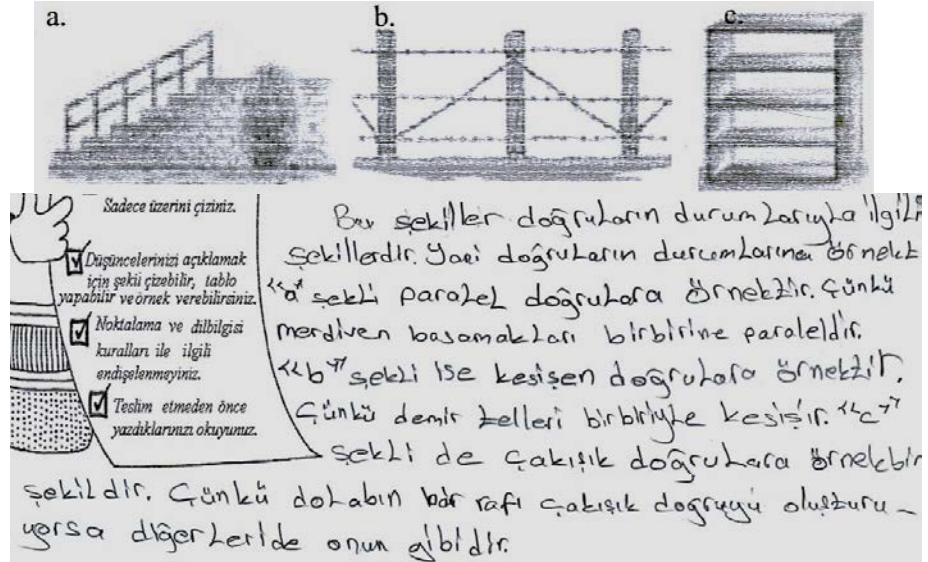 a. b. c.
Sadece üzerini çiziniz.
Düşüncelerinizi açıklamak
için şekil çizebilir, tablo
yapabilir ve örnek verebilirsiniz.
Noktalama ve dilbilgisi
kuralları ile ilgili
endişelenmeyiniz.
Teslim etmeden önce
yazdıklarınızı okuyunuz.
Bu şekiller doğruların durumlarıyla ilgili
şekillerdir. Yani doğruların durumlarına örnekt
"a" şekli paralel doğrulara örnektir. Çünkü
merdiven basamakları birbirine paraleldir.
"b" şekli ise kesişen doğrulara örnektir.
Çünkü demir telleri birbiriyle kesişir. "c"
şekli de çakışık doğrulara örnekbir
şekildir. Çünkü dolabın bir rafı çakışık doğruyu oluşturu-
yorsa diğerleride onun gibidir.